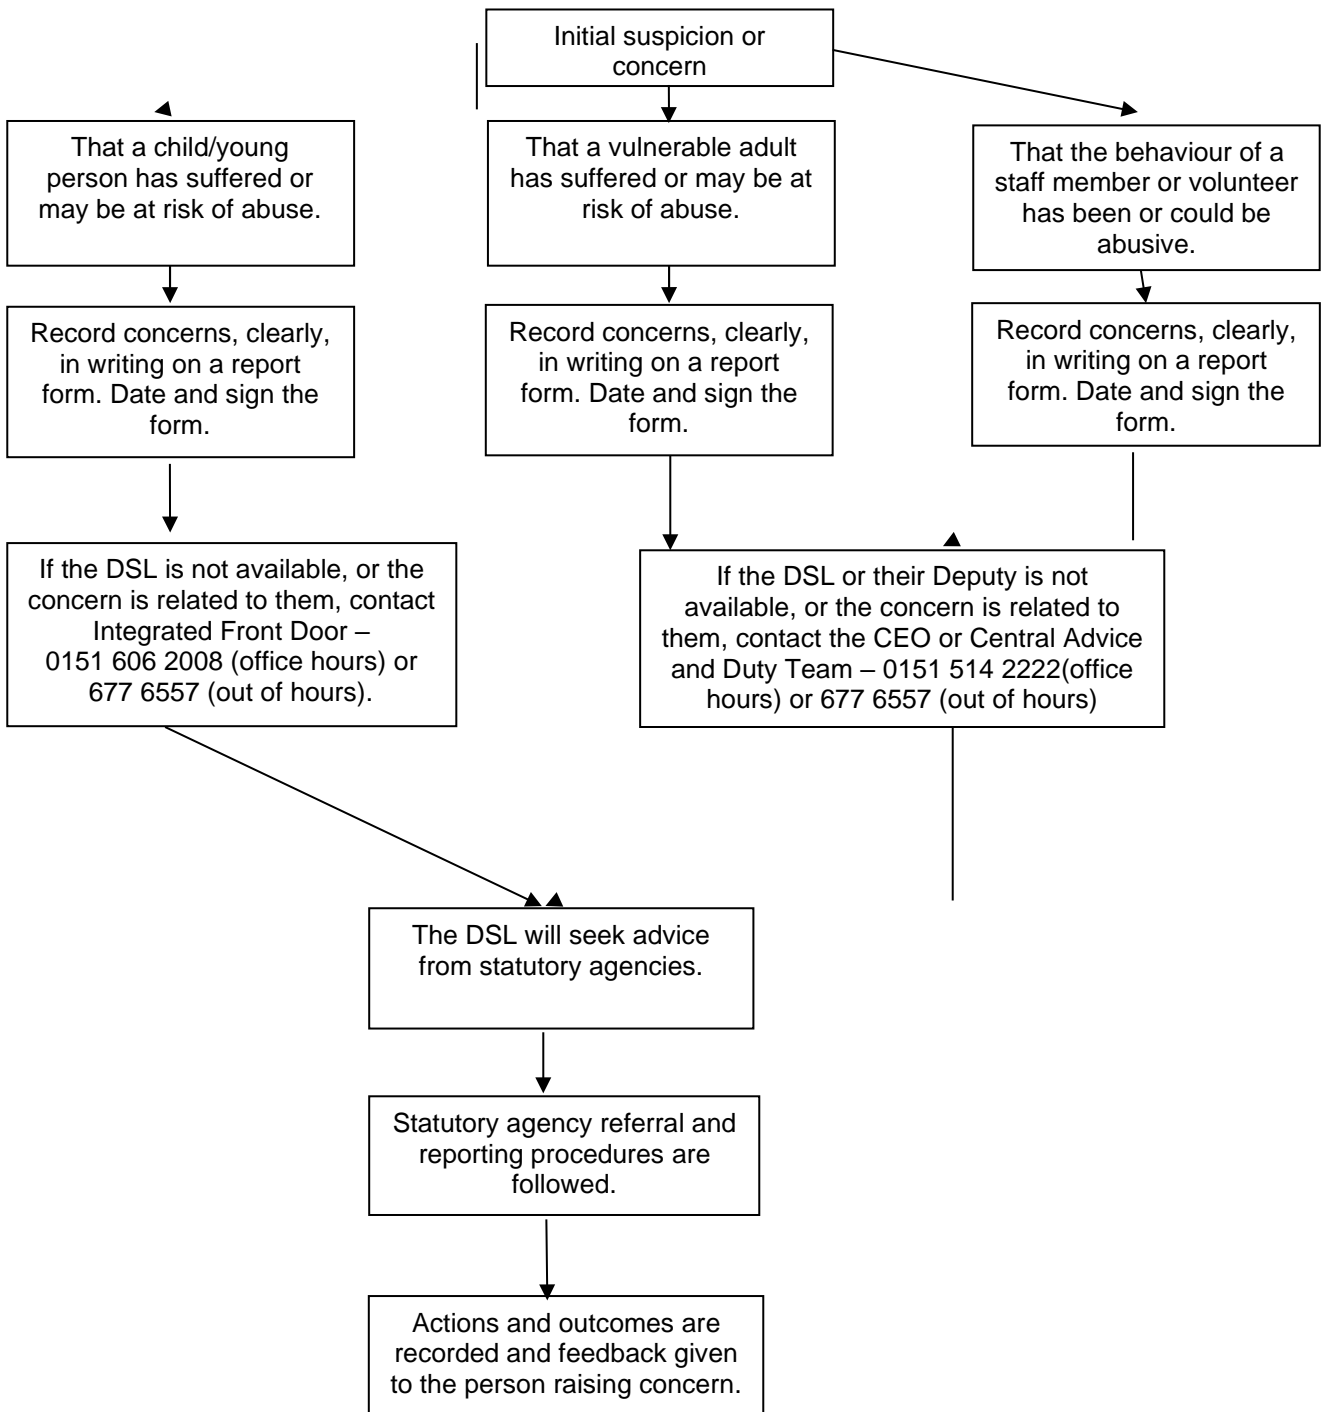 Initial suspicion or
concern
That a child/young
person has suffered or
may be at risk of abuse.
That a vulnerable adult
has suffered or may be at
risk of abuse.
That the behaviour of a
staff member or volunteer
has been or could be
abusive.
Record concerns, clearly,
in writing on a report
form. Date and sign the
form.
Record concerns, clearly,
in writing on a report
form. Date and sign the
form.
Record concerns, clearly,
in writing on a report
form. Date and sign the
form.
If the DSL is not available, or the
concern is related to them, contact
Integrated Front Door –
0151 606 2008 (office hours) or
677 6557 (out of hours).
If the DSL or their Deputy is not
available, or the concern is related to
them, contact the CEO or Central Advice
and Duty Team – 0151 514 2222(office
hours) or 677 6557 (out of hours)
The DSL will seek advice
from statutory agencies.
Statutory agency referral and
reporting procedures are
followed.
Actions and outcomes are
recorded and feedback given
to the person raising concern.